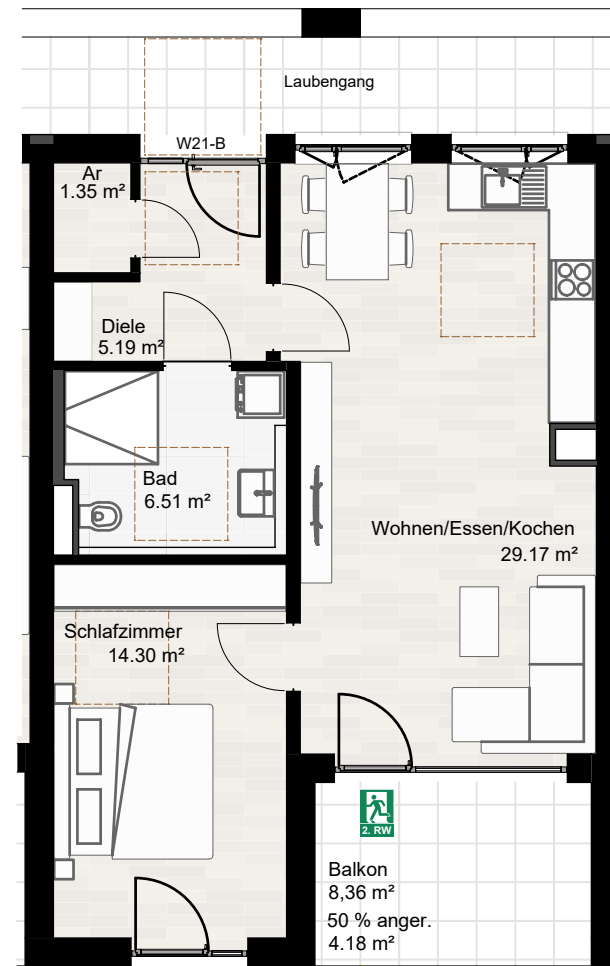 Laubengang
W21-B
Ar
1.35 m²
Diele
5.19 m²
Bad
6.51 m²
Wohnen/Essen/Kochen
29.17 m²
Schlafzimmer
14.30 m²
2. RW
Balkon
8,36 m²
50 % anger.
4.18 m²